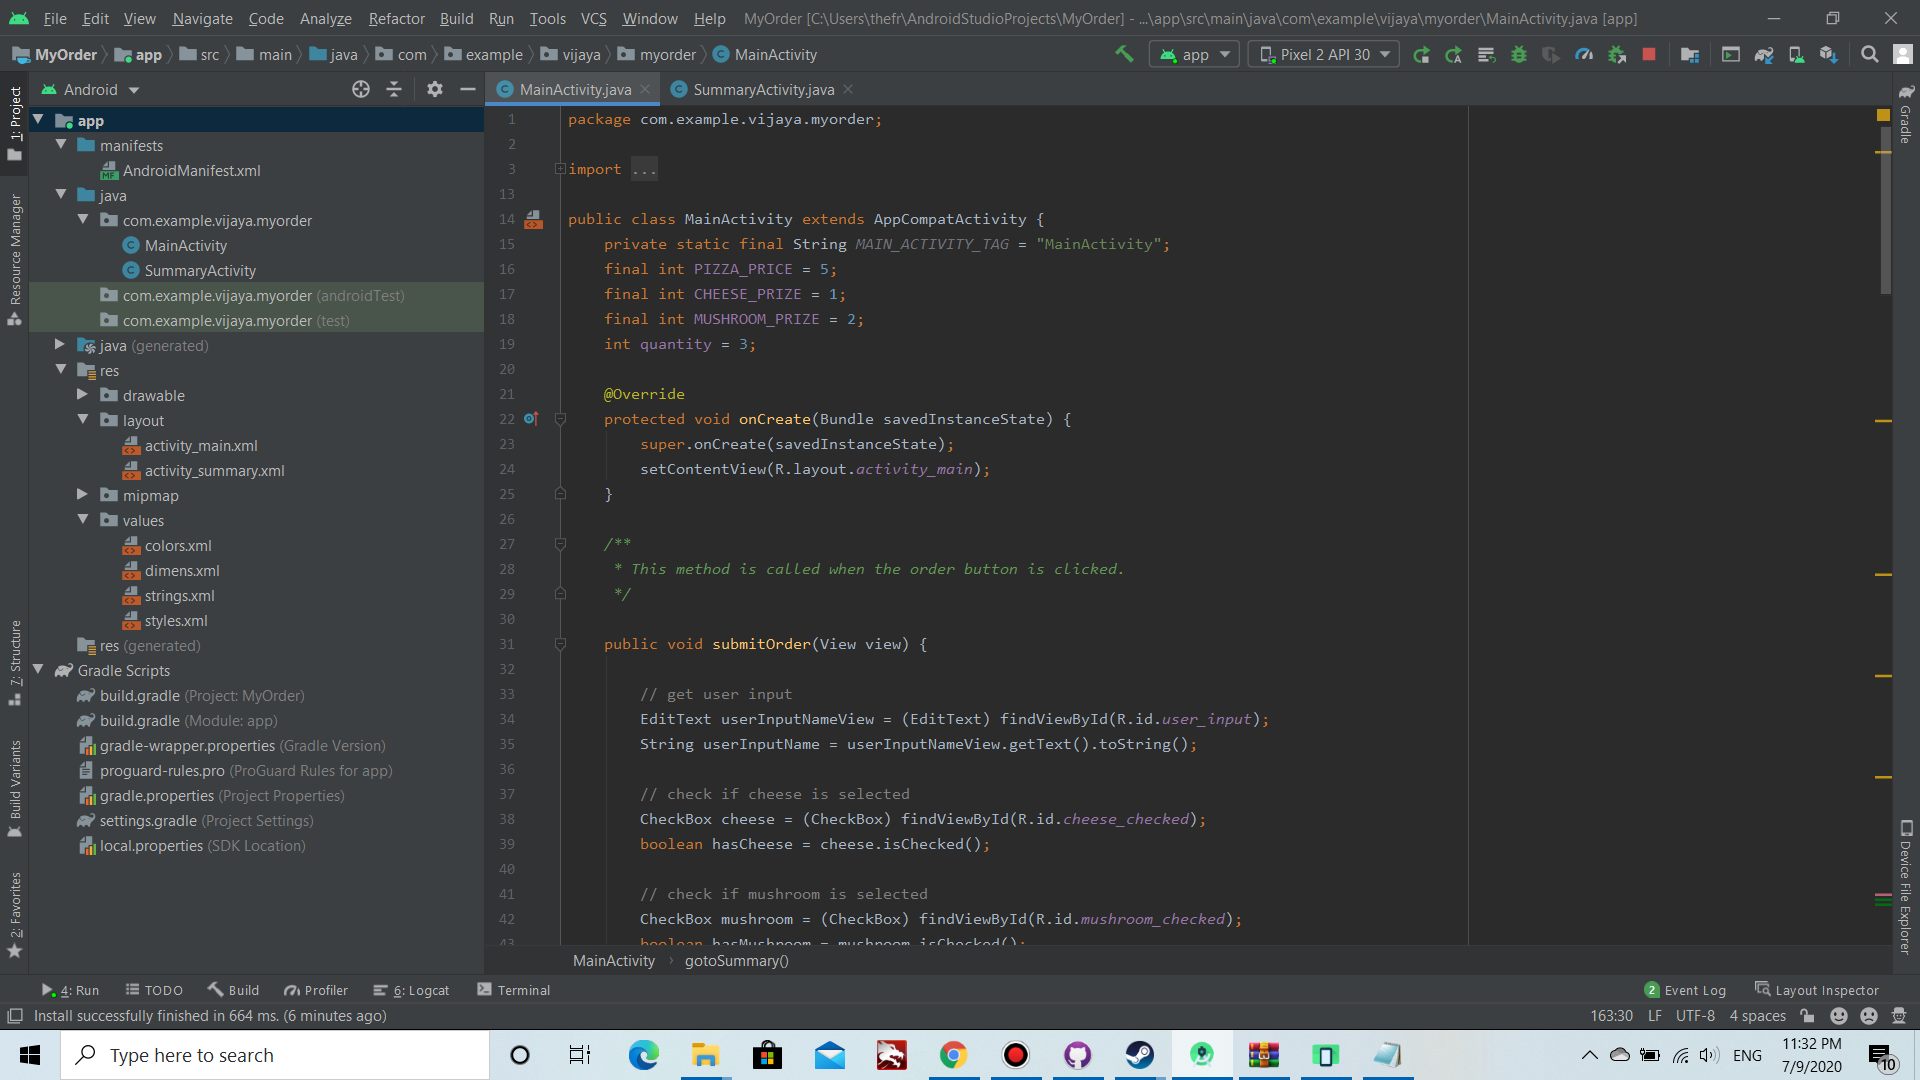 File Edit View Navigate Code Analyze Refactor Build Run Tools VCS Window Help MyOrder [C:\Users\thefr\AndroidStudioProjects\MyOrder] - ...\app\src\main\java\com\example\vijaya\myorder\MainActivity.java [app]
MyOrder app src main java com example vijaya myorder MainActivity app Pixel 2 API 30
Android
MainActivity.java SummaryActivity.java
1: Project
Resource Manager
7: Structure
Build Variants
2: Favorites
app
manifests
AndroidManifest.xml
java
com.example.vijaya.myorder
MainActivity
SummaryActivity
com.example.vijaya.myorder (androidTest)
com.example.vijaya.myorder (test)
java (generated)
res
drawable
layout
activity_main.xml
activity_summary.xml
mipmap
values
colors.xml
dimens.xml
strings.xml
styles.xml
res (generated)
Gradle Scripts
build.gradle (Project: MyOrder)
build.gradle (Module: app)
gradle-wrapper.properties (Gradle Version)
proguard-rules.pro (ProGuard Rules for app)
gradle.properties (Project Properties)
settings.gradle (Project Settings)
local.properties (SDK Location)
1 package com.example.vijaya.myorder;
2
3 import ...
13
14 public class MainActivity extends AppCompatActivity {
15 private static final String MAIN_ACTIVITY_TAG = "MainActivity";
16 final int PIZZA_PRICE = 5;
17 final int CHEESE_PRIZE = 1;
18 final int MUSHROOM_PRIZE = 2;
19 int quantity = 3;
20
21 @Override
22 protected void onCreate(Bundle savedInstanceState) {
23 super.onCreate(savedInstanceState);
24 setContentView(R.layout.activity_main);
25 }
26
27 /**
28 * This method is called when the order button is clicked.
29 */
30
31 public void submitOrder(View view) {
32
33 // get user input
34 EditText userInputNameView = (EditText) findViewById(R.id.user_input);
35 String userInputName = userInputNameView.getText().toString();
36
37 // check if cheese is selected
38 CheckBox cheese = (CheckBox) findViewById(R.id.cheese_checked);
39 boolean hasCheese = cheese.isChecked();
40
41 // check if mushroom is selected
42 CheckBox mushroom = (CheckBox) findViewById(R.id.mushroom_checked);
43 boolean hasMushroom = mushroom.isChecked();
Gradle
Device File Explorer
MainActivity gotoSummary()
4: Run TODO Build Profiler 6: Logcat Terminal 2 Event Log Layout Inspector
Install successfully finished in 664 ms. (6 minutes ago) 163:30 LF UTF-8 4 spaces
Type here to search ENG 11:32 PM
7/9/2020 10